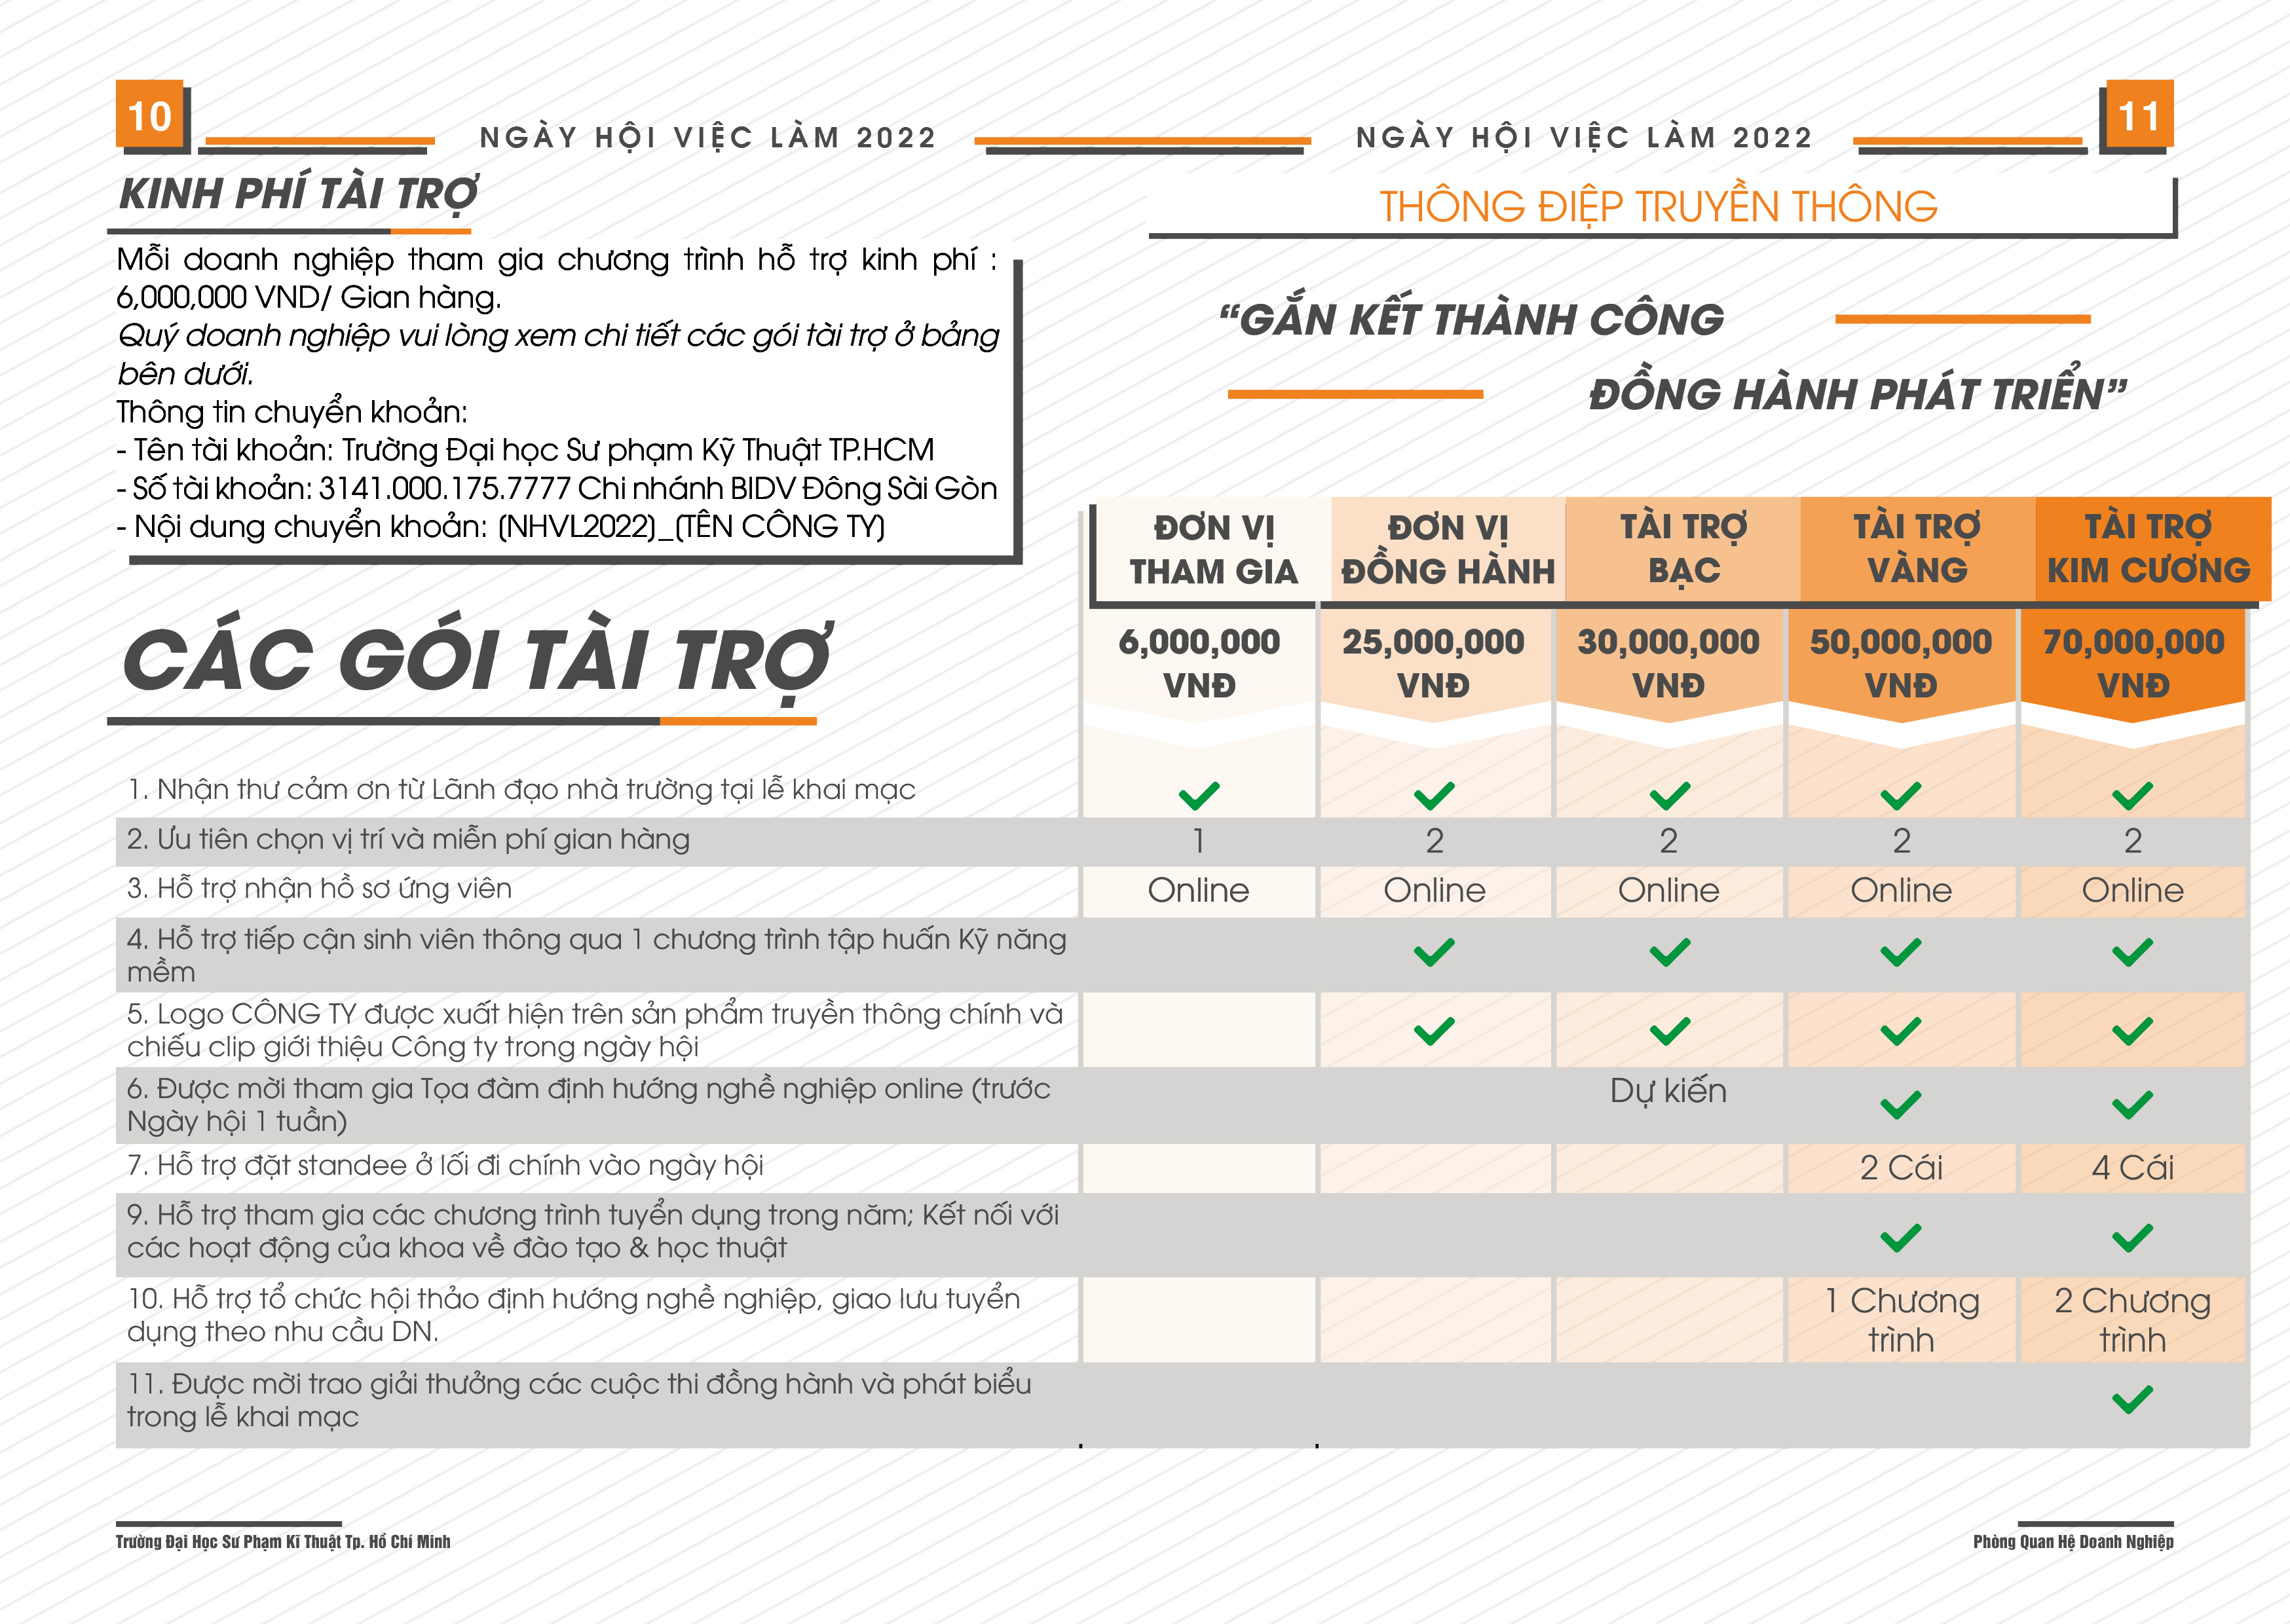 10
NGÀY HỘI VIỆC LÀM 2022
KINH PHÍ TÀI TRỢ
Mỗi doanh nghiệp tham gia chương trình hỗ trợ kinh phí :
6,000,000 VND/ Gian hàng.
Quý doanh nghiệp vui lòng xem chi tiết các gói tài trợ ở bảng
bên dưới.
Thông tin chuyển khoản:
- Tên tài khoản: Trường Đại học Sư phạm Kỹ Thuật TP.HCM
- Số tài khoản: 3141.000.175.7777 Chi nhánh BIDV Đông Sài Gòn
- Nội dung chuyển khoản: (NHVL2022)_(TÊN CÔNG TY)
NGÀY HỘI VIỆC LÀM 2022
11
THÔNG ĐIỆP TRUYỀN THÔNG
“GẮN KẾT THÀNH CÔNG
ĐỒNG HÀNH PHÁT TRIỂN”
CÁC GÓI TÀI TRỢ
ĐƠN VỊ ĐƠN VỊ TÀI TRỢ TÀI TRỢ TÀI TRỢ
THAM GIA ĐỒNG HÀNH BẠC VÀNG KIM CƯƠNG
6,000,000 25,000,000 30,000,000 50,000,000 70,000,000
VNĐ VNĐ VNĐ VNĐ VNĐ
1. Nhận thư cảm ơn từ Lãnh đạo nhà trường tại lễ khai mạc
2. Ưu tiên chọn vị trí và miễn phí gian hàng 1 2 2 2 2
3. Hỗ trợ nhận hồ sơ ứng viên Online Online Online Online Online
4. Hỗ trợ tiếp cận sinh viên thông qua 1 chương trình tập huấn Kỹ năng
mềm
5. Logo CÔNG TY được xuất hiện trên sản phẩm truyền thông chính và
chiếu clip giới thiệu Công ty trong ngày hội
6. Được mời tham gia Tọa đàm định hướng nghề nghiệp online (trước Dự kiến
Ngày hội 1 tuần)
7. Hỗ trợ đặt standee ở lối đi chính vào ngày hội 2 Cái 4 Cái
9. Hỗ trợ tham gia các chương trình tuyển dụng trong năm; Kết nối với
các hoạt động của khoa về đào tạo & học thuật
10. Hỗ trợ tổ chức hội thảo định hướng nghề nghiệp, giao lưu tuyển 1 Chương 2 Chương
dụng theo nhu cầu DN. trình trình
11. Được mời trao giải thưởng các cuộc thi đồng hành và phát biểu
trong lễ khai mạc
Trường Đại Học Sư Phạm Kĩ Thuật Tp. Hồ Chí Minh
Phòng Quan Hệ Doanh Nghiệp